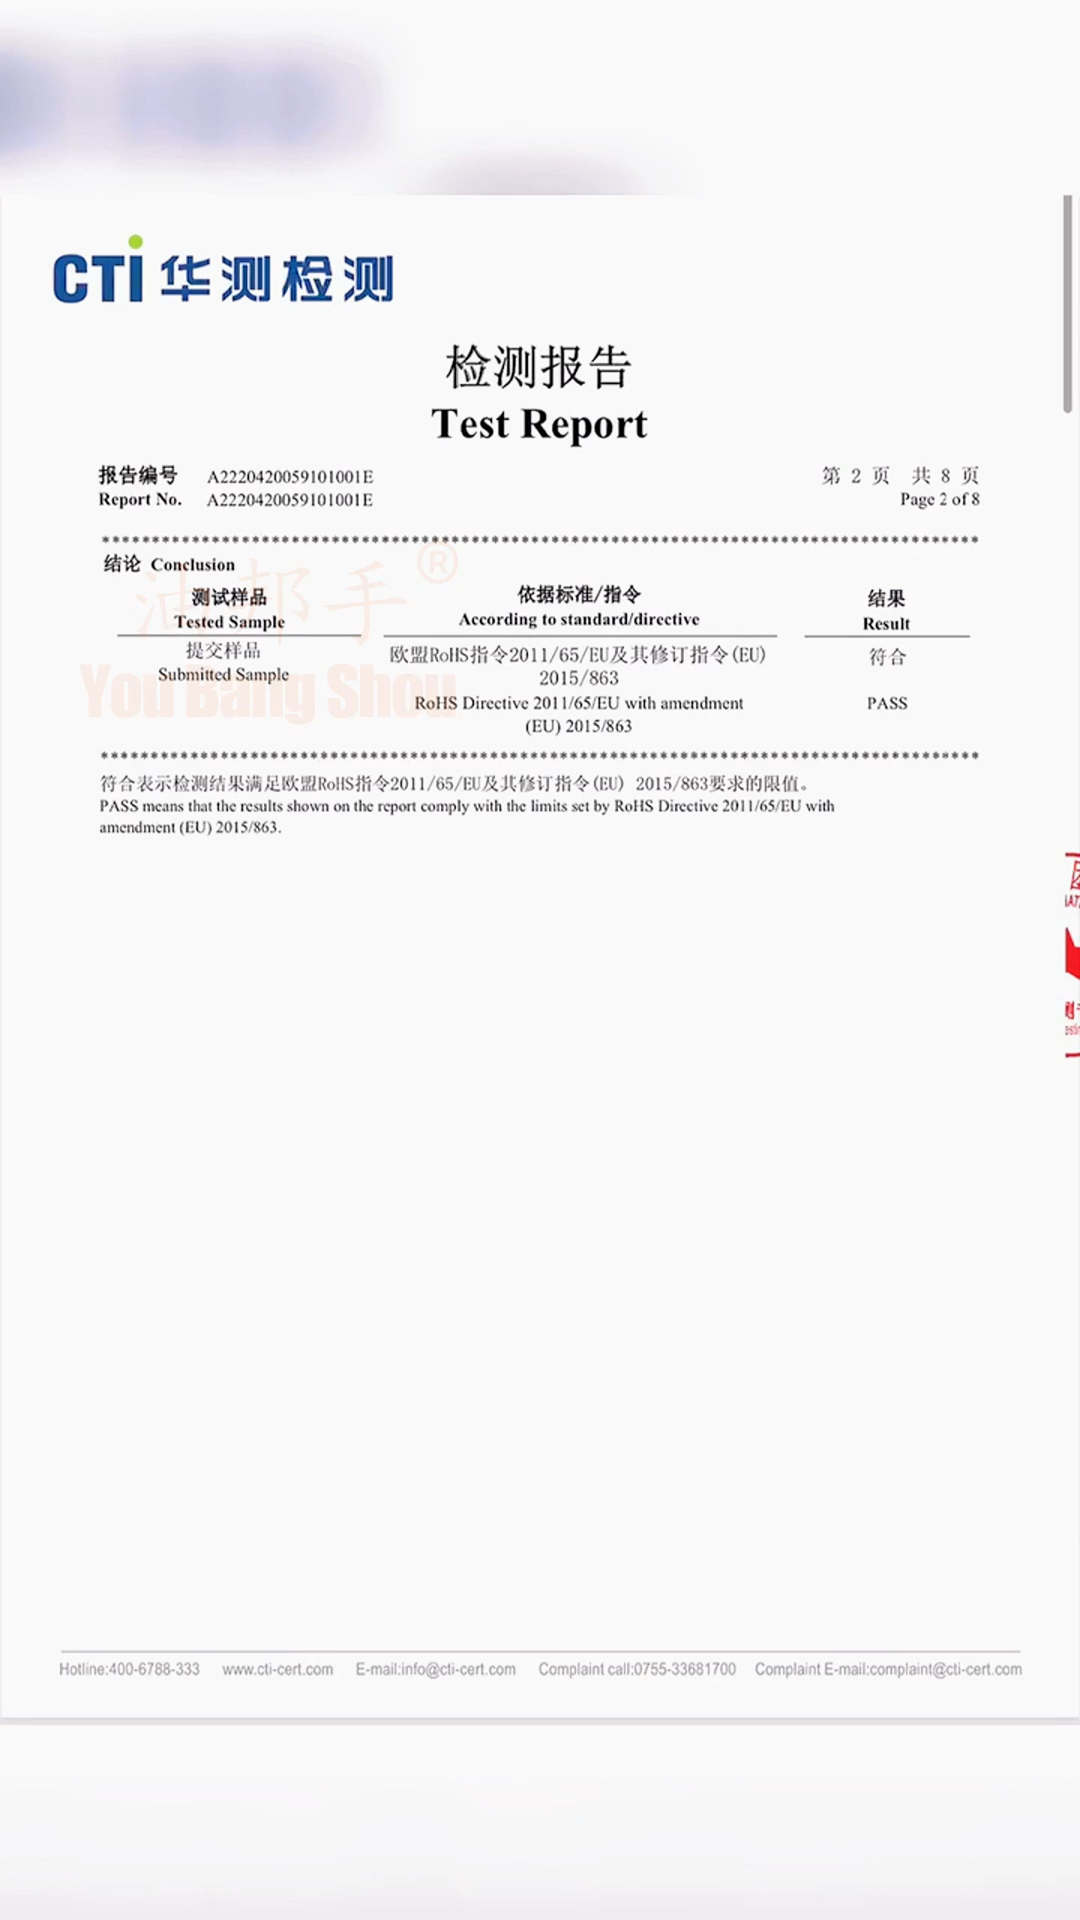 CTI 华测检测
检测报告
Test Report
报告编号 A2220420059101001E
Report No. A2220420059101001E
第 2 页 共 8 页
Page 2 of 8
结论 Conclusion
油邦手®
You Bang Shou
测试样品
Tested Sample
依据标准/指令
According to standard/directive
结果
Result
提交样品
Submitted Sample
欧盟RoHS指令2011/65/EU及其修订指令(EU)
2015/863
RoHS Directive 2011/65/EU with amendment
(EU) 2015/863
符合
PASS
符合表示检测结果满足欧盟RoHS指令2011/65/EU及其修订指令(EU) 2015/863要求的限值。
PASS means that the results shown on the report comply with the limits set by RoHS Directive 2011/65/EU with
amendment (EU) 2015/863.
Hotline:400-6788-333 www.cti-cert.com E-mail:info@cti-cert.com Complaint call:0755-33681700 Complaint E-mail:complaint@cti-cert.com